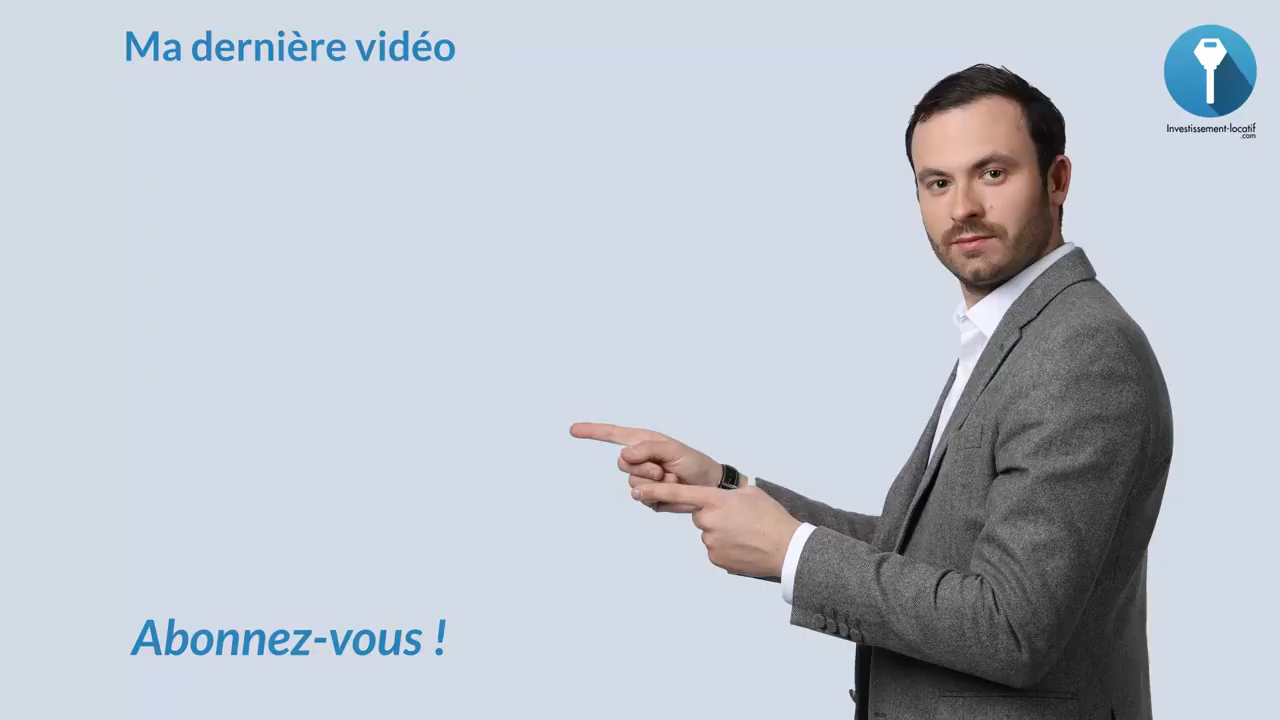 Ma dernière vidéo
Investissement-locatif
.com
Abonnez-vous !